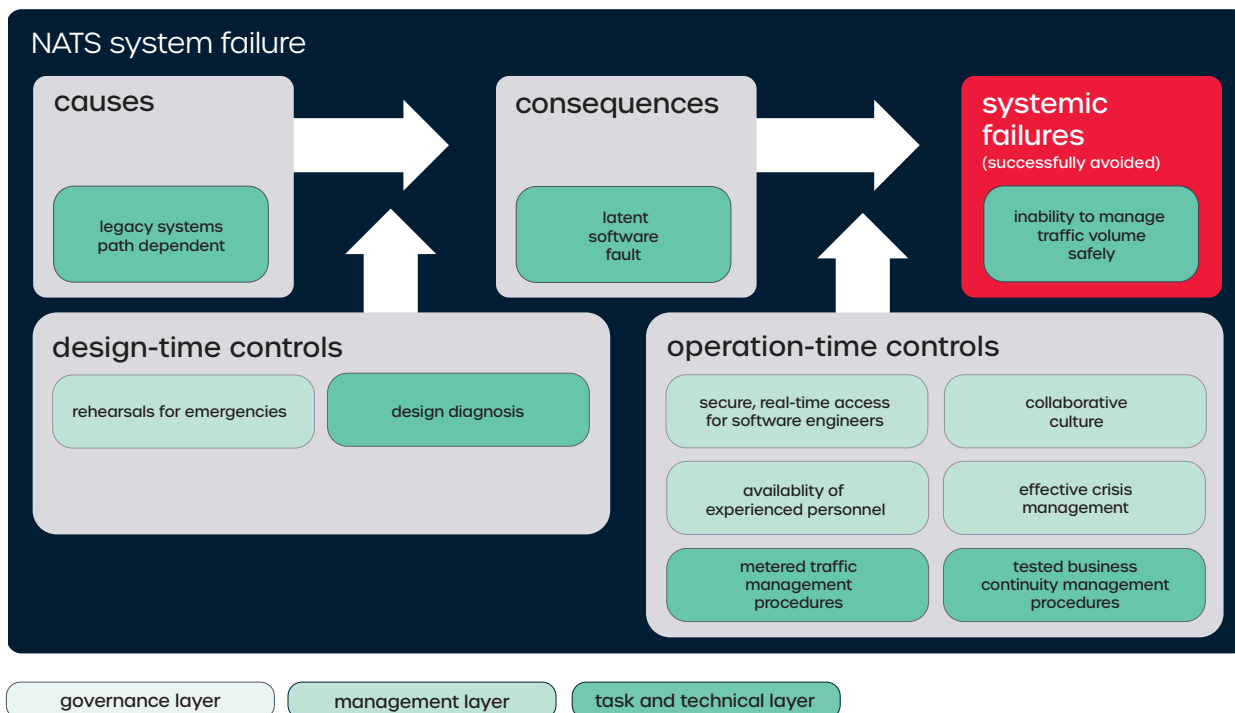 NATS system failure
causes
legacy systems
path dependent
consequences
latent
software
fault
systemic
failures
(successfully avoided)
inability to manage
traffic volume
safely
design-time controls
rehearsals for emergencies
design diagnosis
operation-time controls
secure, real-time access
for software engineers
collaborative
culture
availablity of
experienced personnel
effective crisis
management
metered traffic
management
procedures
tested business
continuity management
procedures
governance layer
management layer
task and technical layer